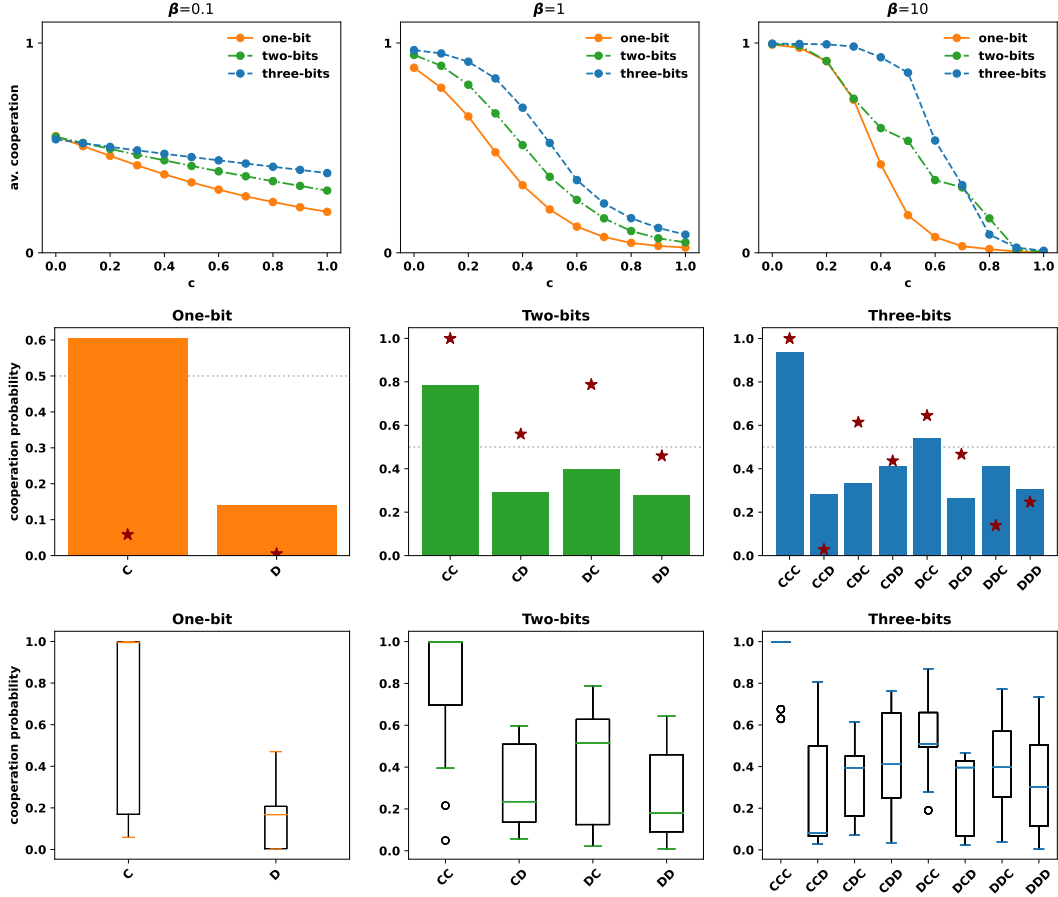 β=0.1
β=1
β=10
av. cooperation
1
0
one-bit
two-bits
three-bits
0.0 0.2 0.4 0.6 0.8 1.0
c
1
0
one-bit
two-bits
three-bits
0.0 0.2 0.4 0.6 0.8 1.0
c
1
0
one-bit
two-bits
three-bits
0.0 0.2 0.4 0.6 0.8 1.0
c
One-bit
cooperation probability
0.6
0.5
0.4
0.3
0.2
0.1
0.0
C D
Two-bits
1.0
0.8
0.6
0.4
0.2
0.0
CC CD DC DD
Three-bits
1.0
0.8
0.6
0.4
0.2
0.0
CCC CCD CDC CDD DCC DCD DDC DDD
One-bit
cooperation probability
1.0
0.8
0.6
0.4
0.2
0.0
C D
Two-bits
1.0
0.8
0.6
0.4
0.2
0.0
CC CD DC DD
Three-bits
1.0
0.8
0.6
0.4
0.2
0.0
CCC CCD CDC CDD DCC DCD DDC DDD